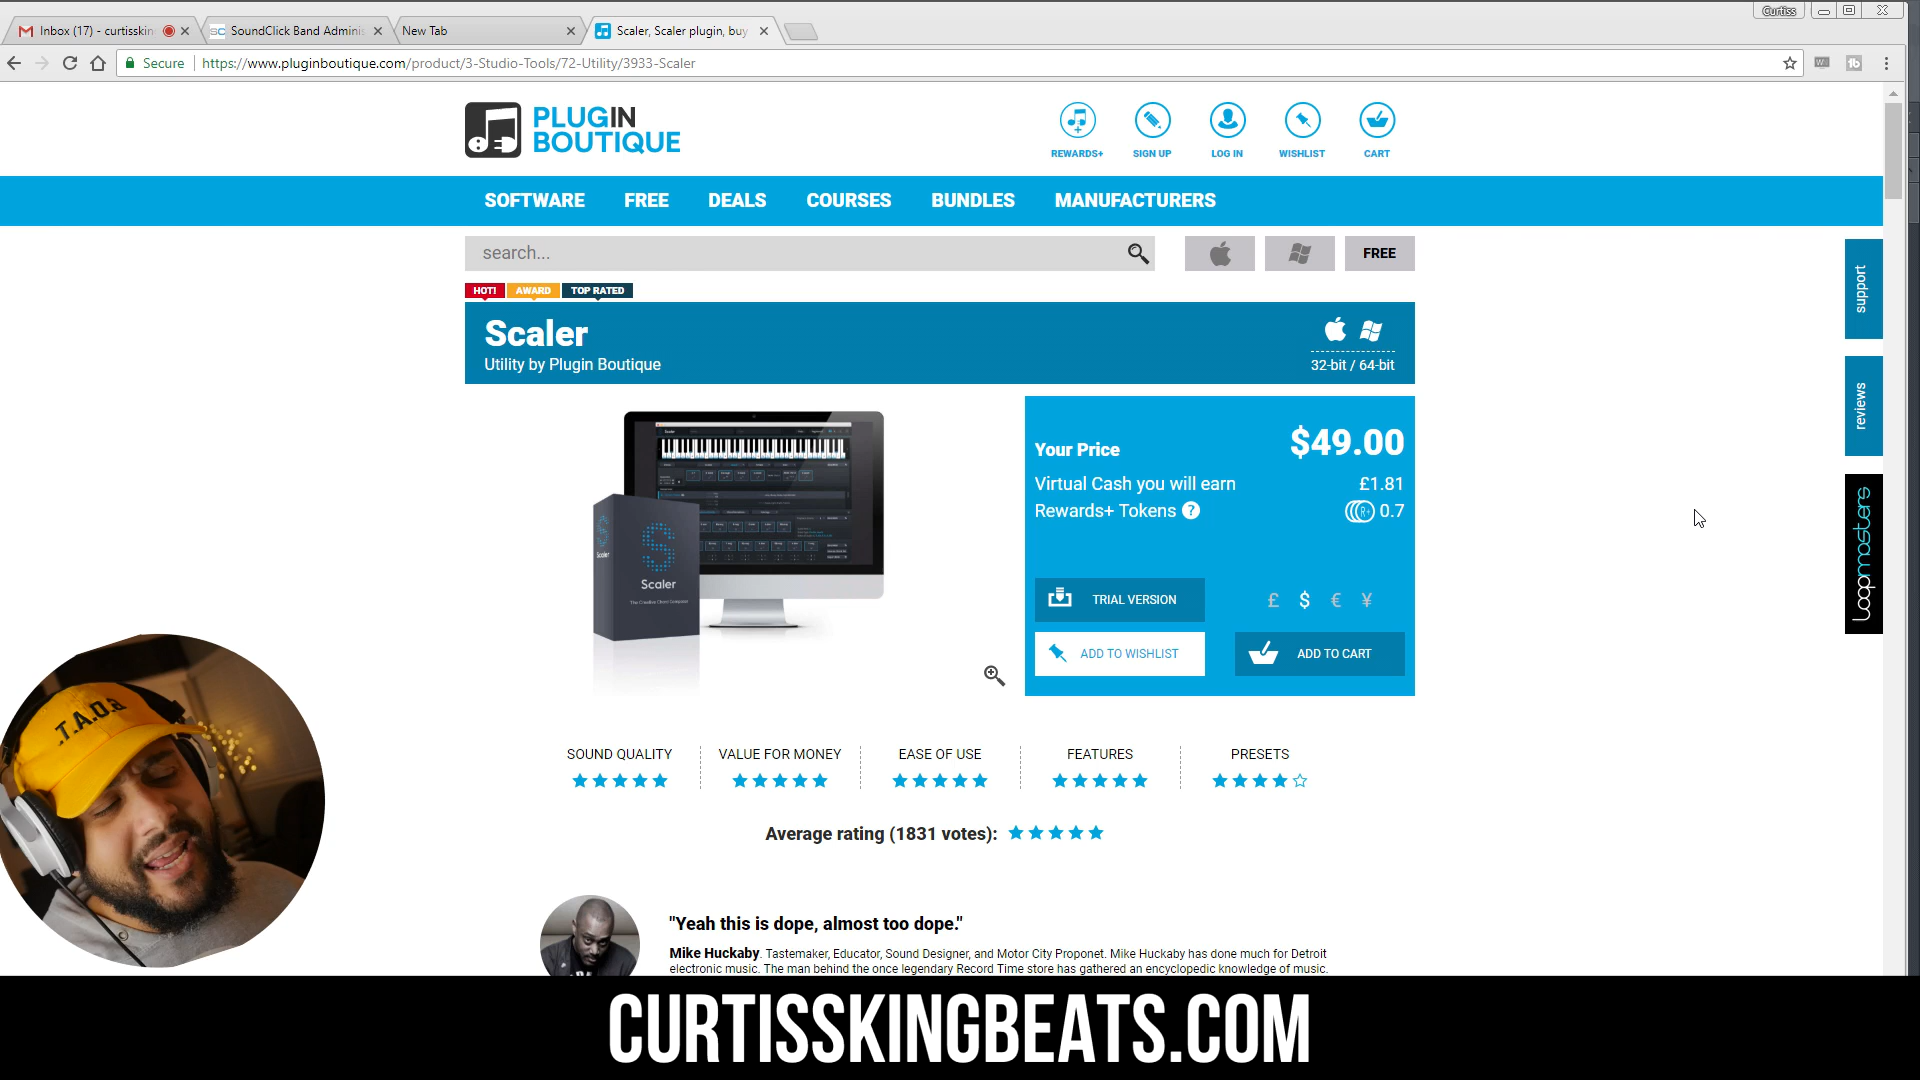 Curtiss
Inbox (17) - curtisskin
SoundClick Band Adminis
New Tab
Scaler, Scaler plugin, buy
Secure
https://www.pluginboutique.com/product/3-Studio-Tools/72-Utility/3933-Scaler
PLUGIN
BOUTIQUE
REWARDS+
SIGN UP
LOG IN
WISHLIST
CART
SOFTWARE
FREE
DEALS
COURSES
BUNDLES
MANUFACTURERS
search...
FREE
support
HOT!
AWARD
TOP RATED
Scaler
Utility by Plugin Boutique
32-bit / 64-bit
reviews
Your Price
$49.00
Virtual Cash you will earn
£1.81
Rewards+ Tokens ?
0.7
loopmasters
Scaler
Scaler
TRIAL VERSION
£ $ € ¥
ADD TO WISHLIST
ADD TO CART
B.O.A.T.
SOUND QUALITY
VALUE FOR MONEY
EASE OF USE
FEATURES
PRESETS
Average rating (1831 votes):
"Yeah this is dope, almost too dope."
Mike Huckaby. Tastemaker, Educator, Sound Designer, and Motor City Proponet. Mike Huckaby has done much for Detroit
electronic music. The man behind the once legendary Record Time store has gathered an encyclopedic knowledge of music.
CURTISSKINGBEATS.COM